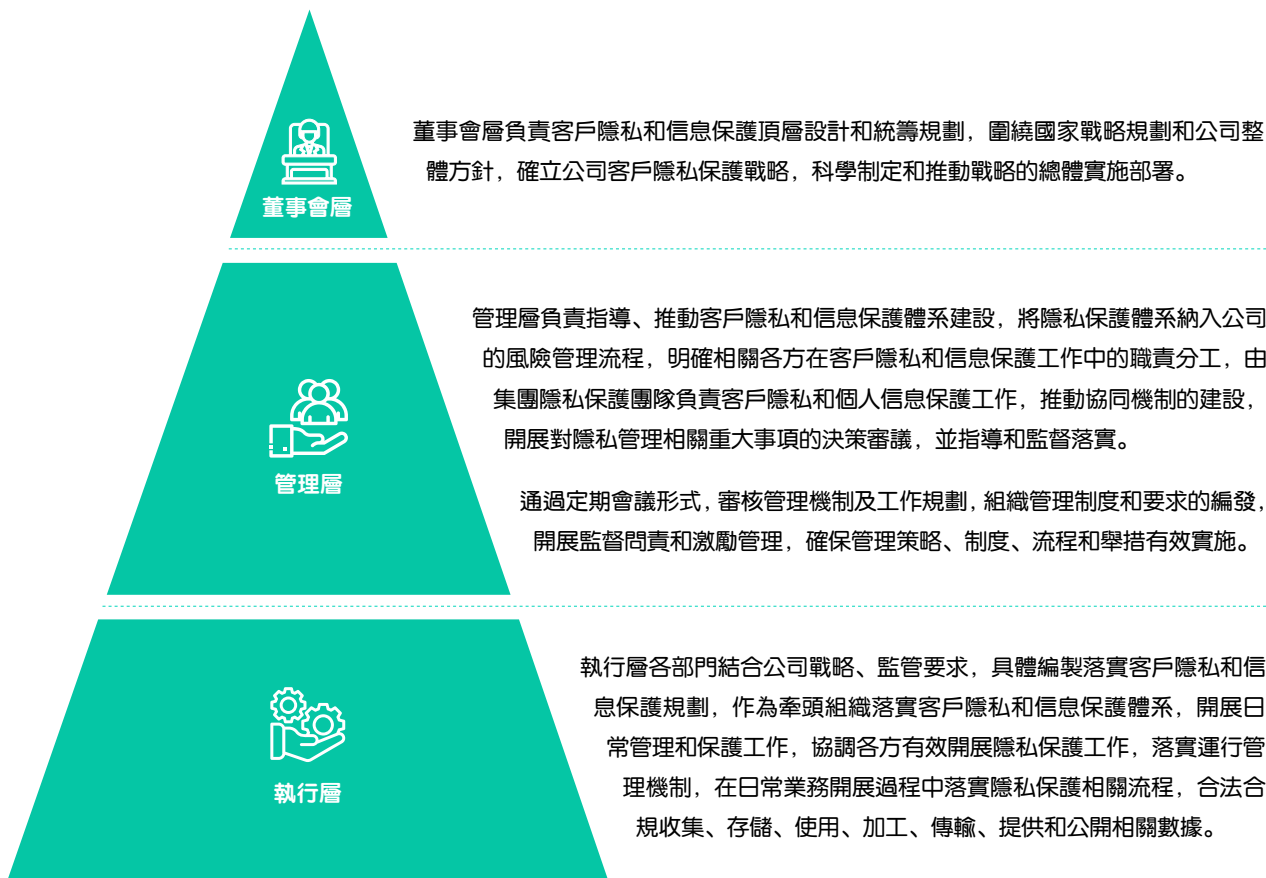 董事會層負責客戶隱私和信息保護頂層設計和統籌規劃，圍繞國家戰略規劃和公司整
體方針，確立公司客戶隱私保護戰略，科學制定和推動戰略的總體實施部署。
董事會層
管理層負責指導、推動客戶隱私和信息保護體系建設，將隱私保護體系納入公司
的風險管理流程，明確相關各方在客戶隱私和信息保護工作中的職責分工，由
集團隱私保護團隊負責客戶隱私和個人信息保護工作，推動協同機制的建設，
開展對隱私管理相關重大事項的決策審議，並指導和監督落實。
管理層
通過定期會議形式，審核管理機制及工作規劃，組織管理制度和要求的編發，
開展監督問責和激勵管理，確保管理策略、制度、流程和舉措有效實施。
執行層各部門結合公司戰略、監管要求，具體編製落實客戶隱私和信
息保護規劃，作為牽頭組織落實客戶隱私和信息保護體系，開展日
常管理和保護工作，協調各方有效開展隱私保護工作，落實運行管
理機制，在日常業務開展過程中落實隱私保護相關流程，合法合
規收集、存儲、使用、加工、傳輸、提供和公開相關數據。
執行層